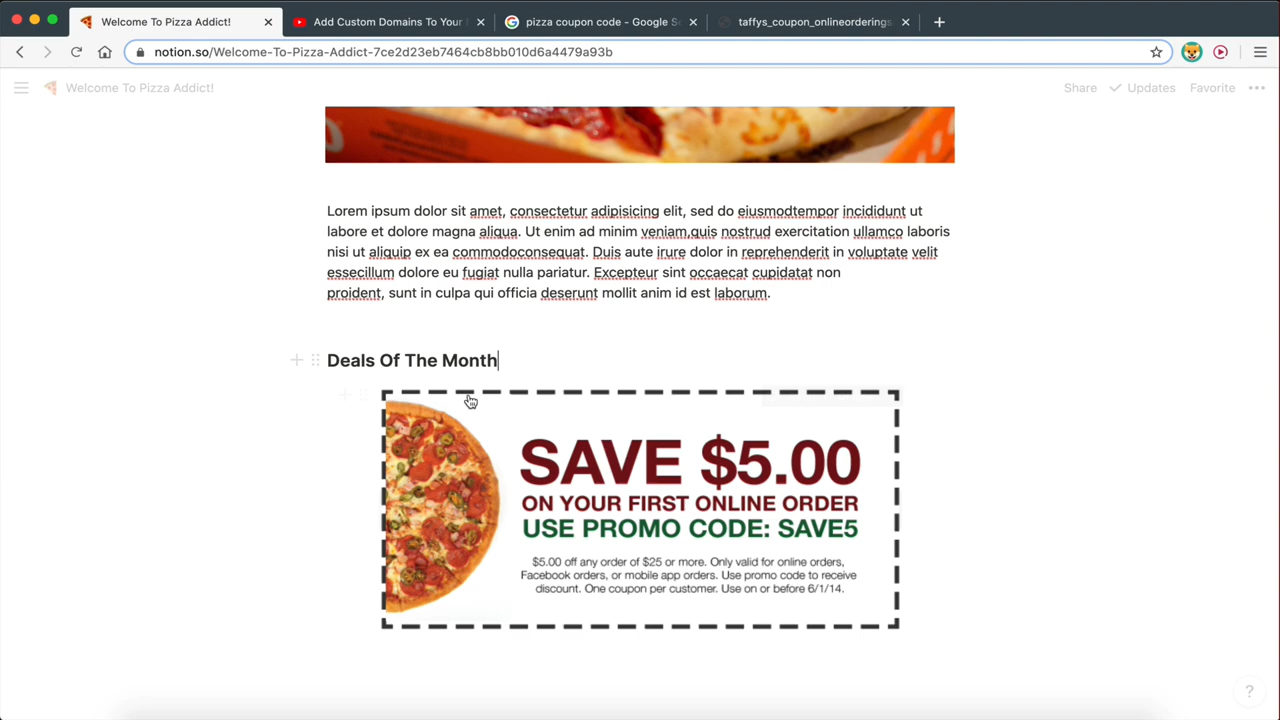 Welcome To Pizza Addict!
Add Custom Domains To Your
pizza coupon code - Google Se
taffys_coupon_onlineorderings
notion.so/Welcome-To-Pizza-Addict-7ce2d23eb7464cb8bb010d6a4479a93b
Welcome To Pizza Addict!
Share
Updates
Favorite
Lorem ipsum dolor sit amet, consectetur adipisicing elit, sed do eiusmodtempor incididunt ut
labore et dolore magna aliqua. Ut enim ad minim veniam,quis nostrud exercitation ullamco laboris
nisi ut aliquip ex ea commodoconsequat. Duis aute irure dolor in reprehenderit in voluptate velit
essecillum dolore eu fugiat nulla pariatur. Excepteur sint occaecat cupidatat non
proident, sunt in culpa qui officia deserunt mollit anim id est laborum.
Deals Of The Month
SAVE $5.00
ON YOUR FIRST ONLINE ORDER
USE PROMO CODE: SAVE5
$5.00 off any order of $25 or more. Only valid for online orders,
Facebook orders, or mobile app orders. Use promo code to receive
discount. One coupon per customer. Use on or before 6/1/14.
?